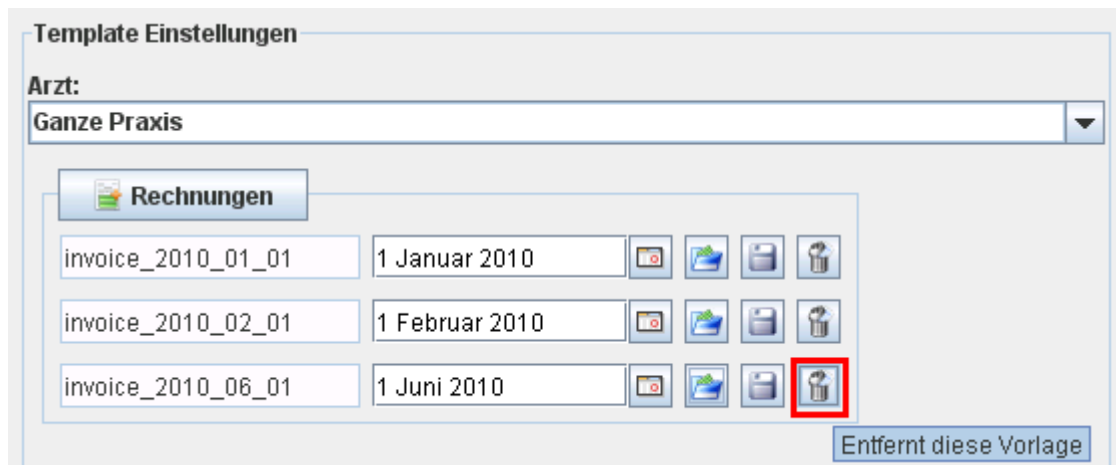 Template Einstellungen
Arzt:
Ganze Praxis
Rechnungen
invoice_2010_01_01 1 Januar 2010
invoice_2010_02_01 1 Februar 2010
invoice_2010_06_01 1 Juni 2010
Entfernt diese Vorlage